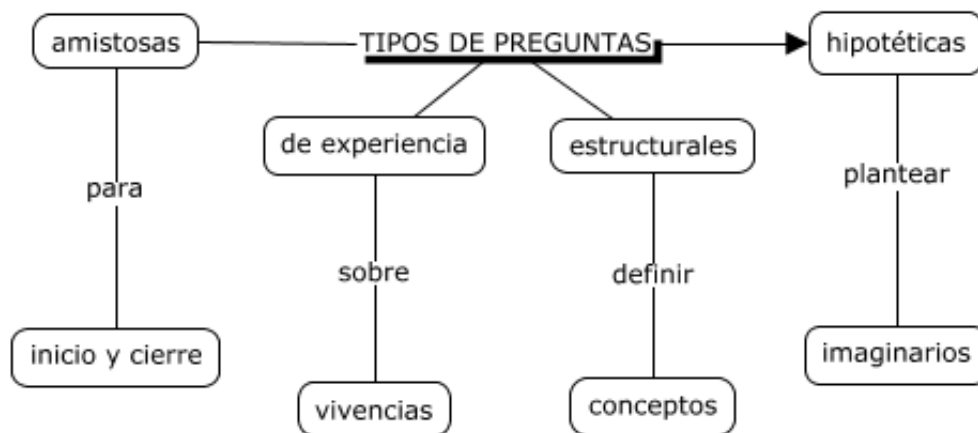 amistosas
TIPOS DE PREGUNTAS
hipotéticas
de experiencia
estructurales
para
plantear
sobre
definir
inicio y cierre
imaginarios
vivencias
conceptos